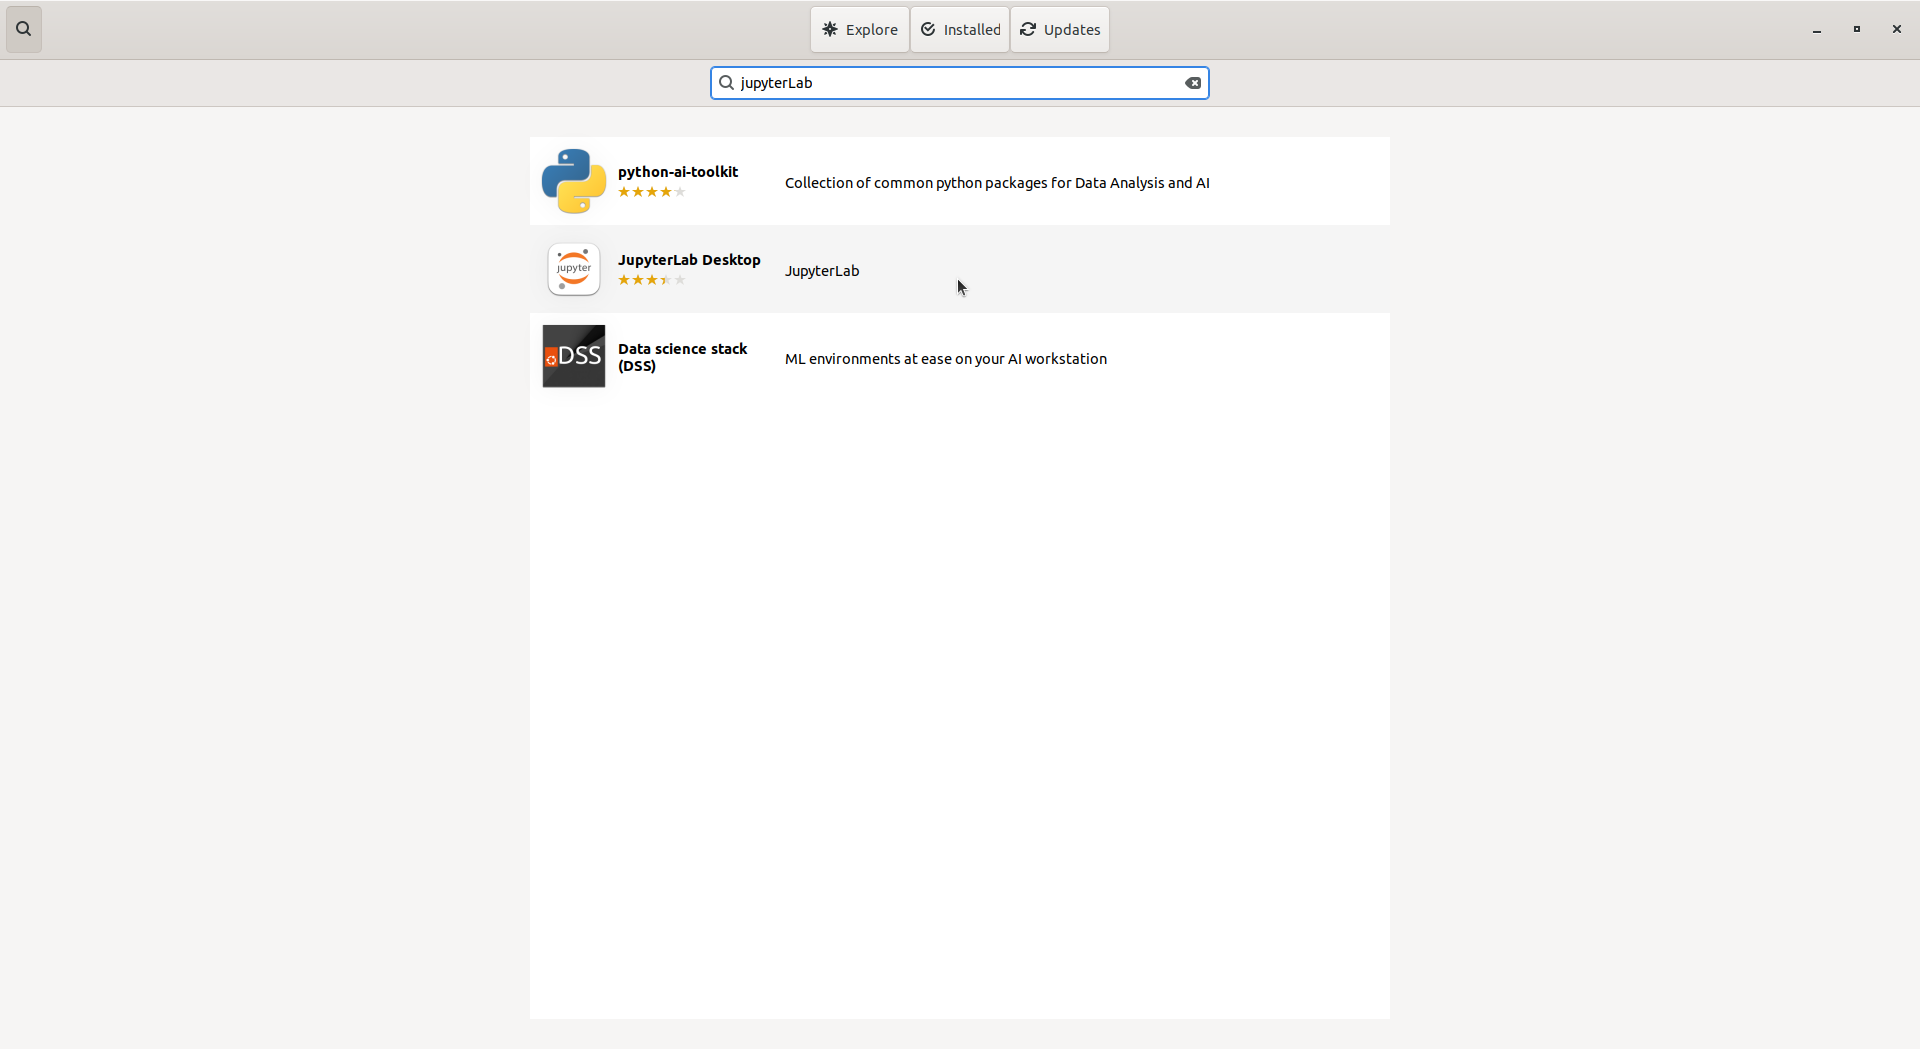 Explore Installed Updates
jupyterLab
python-ai-toolkit
Collection of common python packages for Data Analysis and AI
jupyter
JupyterLab Desktop
JupyterLab
DSS
Data science stack
(DSS)
ML environments at ease on your AI workstation